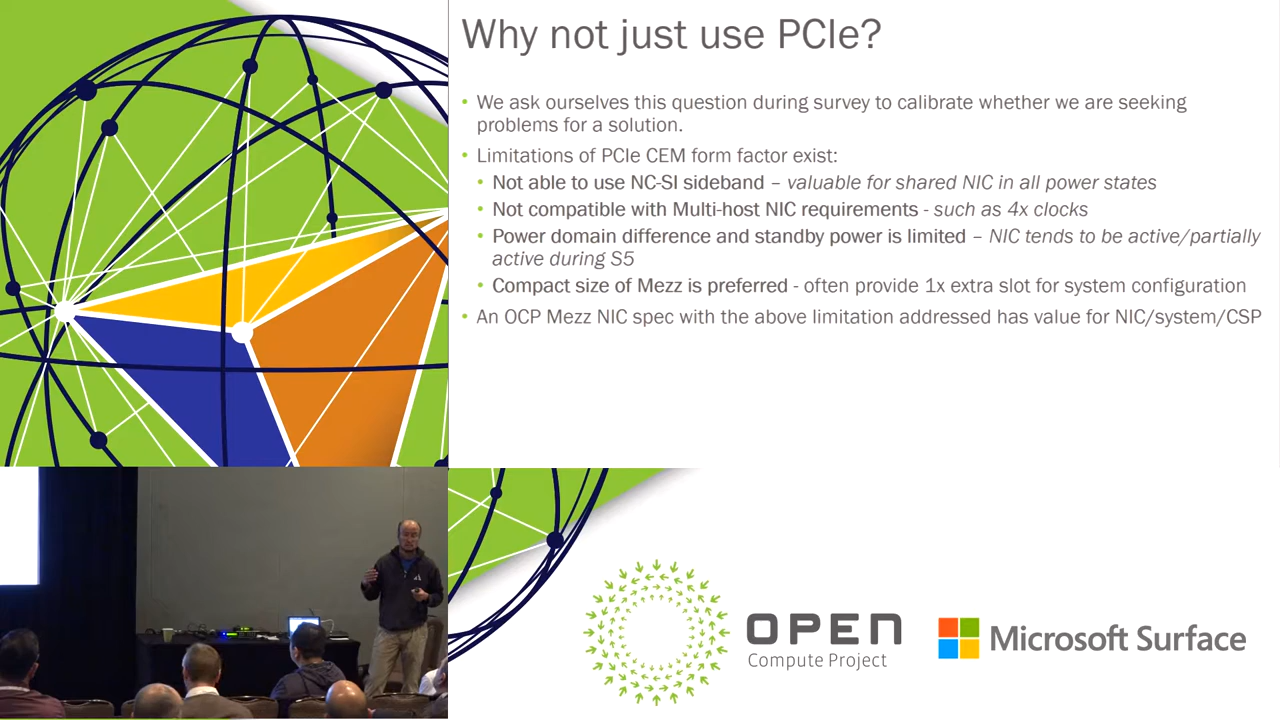 Why not just use PCIe?
• We ask ourselves this question during survey to calibrate whether we are seeking
problems for a solution.
• Limitations of PCIe CEM form factor exist:
• Not able to use NC-SI sideband – valuable for shared NIC in all power states
• Not compatible with Multi-host NIC requirements - such as 4x clocks
• Power domain difference and standby power is limited – NIC tends to be active/partially
active during S5
• Compact size of Mezz is preferred - often provide 1x extra slot for system configuration
• An OCP Mezz NIC spec with the above limitation addressed has value for NIC/system/CSP
OPEN
Compute Project
Microsoft Surface